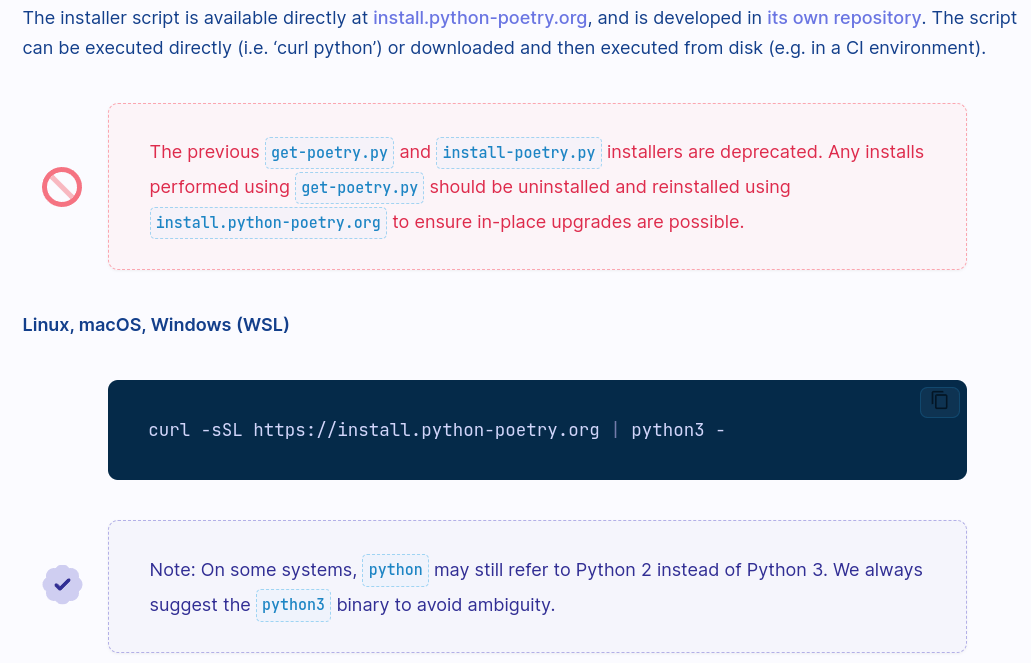 The installer script is available directly at install.python-poetry.org, and is developed in its own repository. The script
can be executed directly (i.e. ‘curl python’) or downloaded and then executed from disk (e.g. in a CI environment).
The previous get-poetry.py and install-poetry.py installers are deprecated. Any installs
performed using get-poetry.py should be uninstalled and reinstalled using
install.python-poetry.org to ensure in-place upgrades are possible.
Linux, macOS, Windows (WSL)
curl -sSL https://install.python-poetry.org | python3 -
Note: On some systems, python may still refer to Python 2 instead of Python 3. We always
suggest the python3 binary to avoid ambiguity.